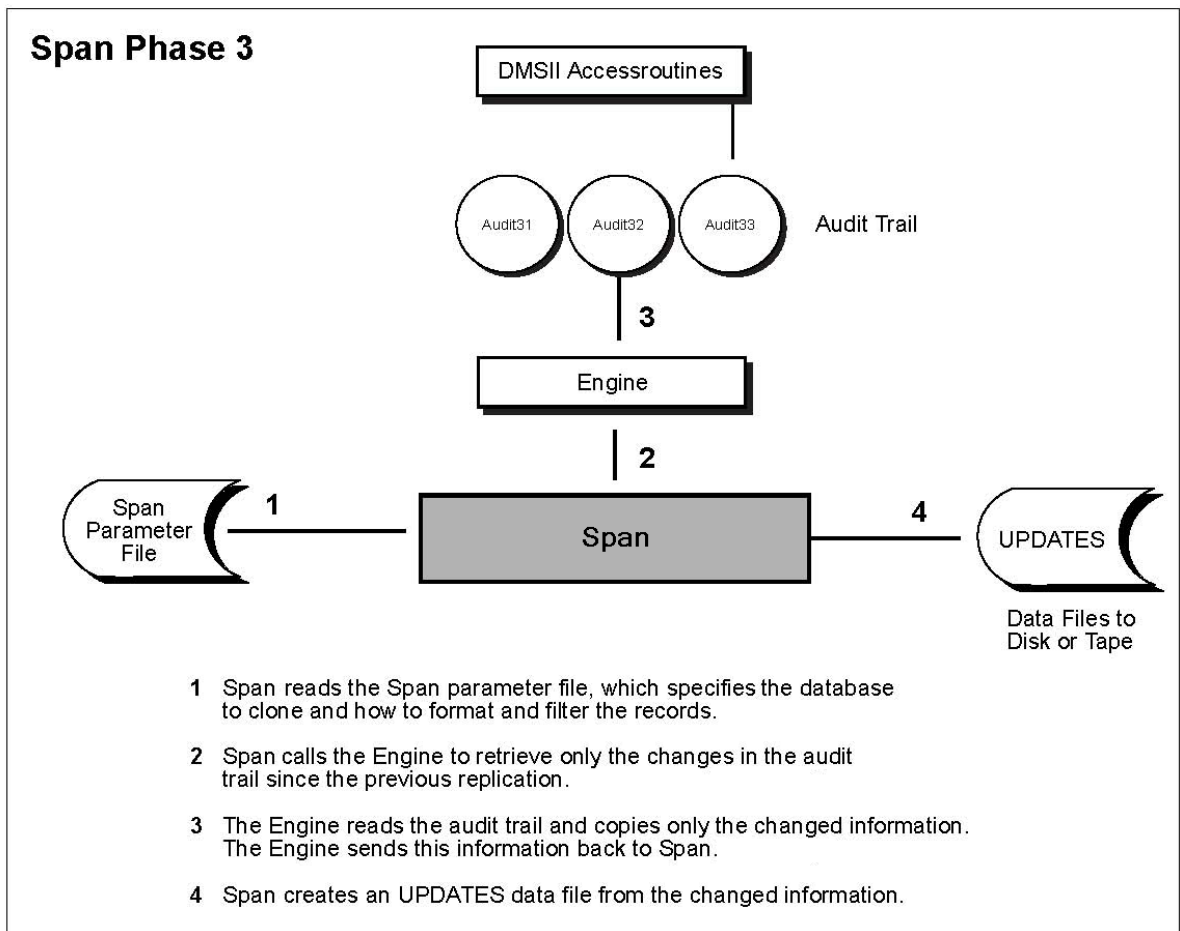 Span Phase 3
DMSII Accessroutines
Audit31
Audit32
Audit33
Audit Trail
3
Engine
2
Span
Parameter
File
1
Span
4
UPDATES
Data Files to
Disk or Tape
1 Span reads the Span parameter file, which specifies the database
to clone and how to format and filter the records.
2 Span calls the Engine to retrieve only the changes in the audit
trail since the previous replication.
3 The Engine reads the audit trail and copies only the changed information.
The Engine sends this information back to Span.
4 Span creates an UPDATES data file from the changed information.